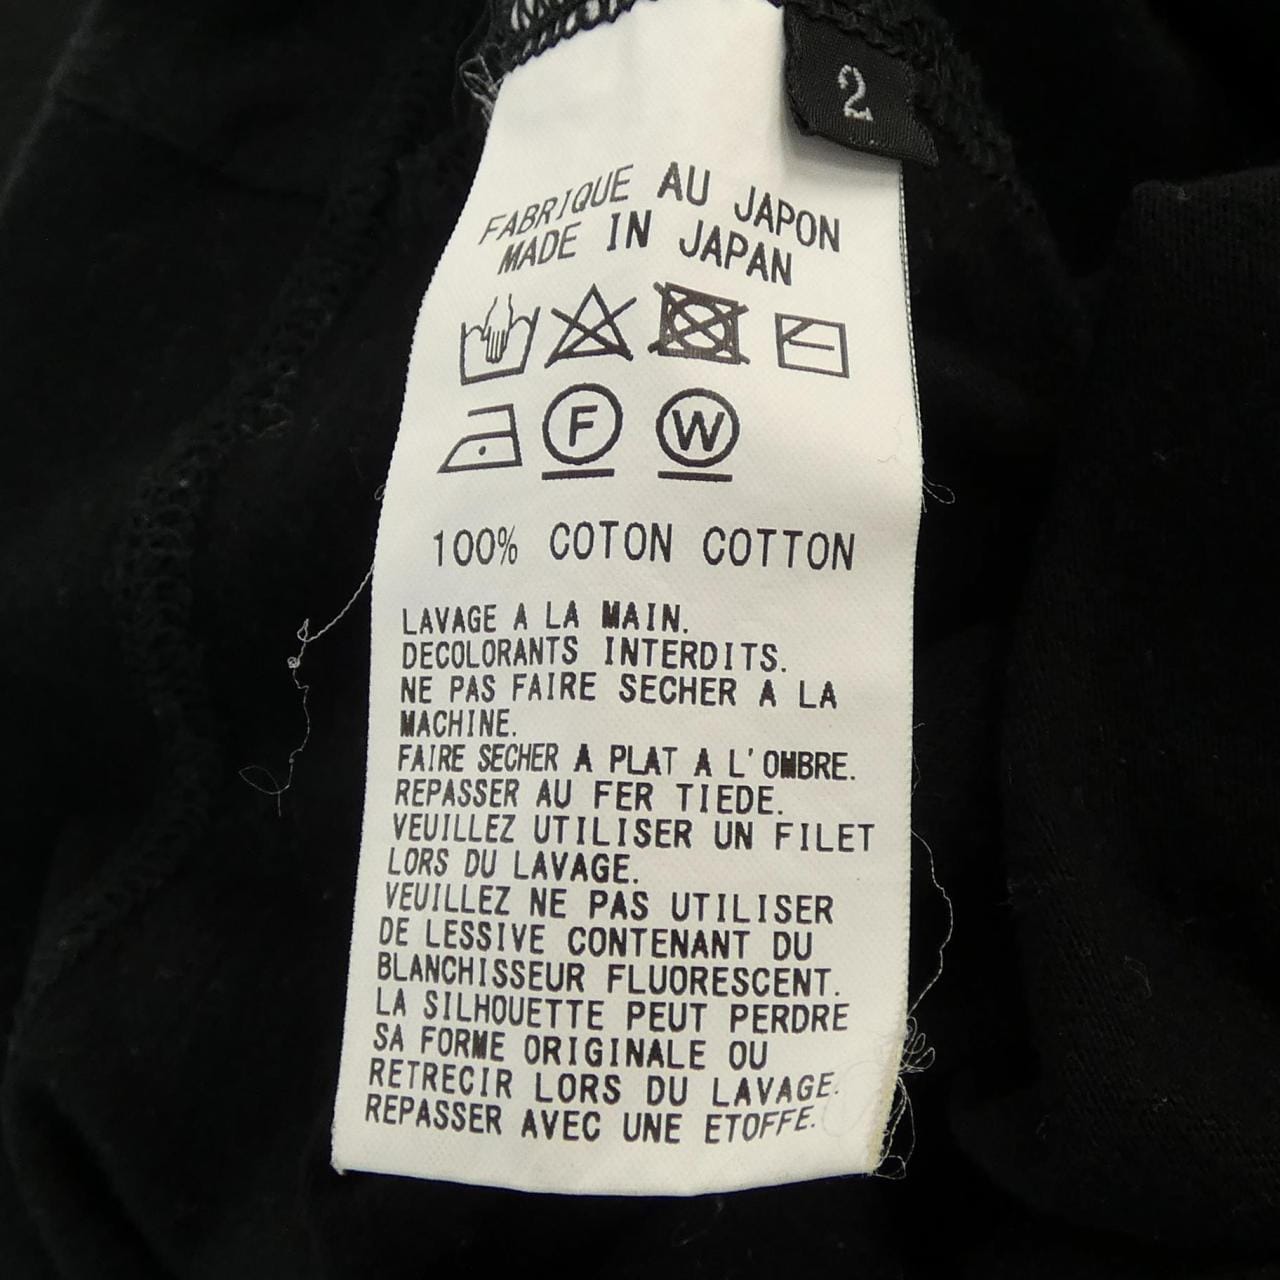 2
FABRIQUE AU JAPON
MADE IN JAPAN
F W
100% COTON COTTON
LAVAGE A LA MAIN.
DECOLORANTS INTERDITS.
NE PAS FAIRE SECHER A LA
MACHINE.
FAIRE SECHER A PLAT A L'OMBRE.
REPASSER AU FER TIEDE.
VEUILLEZ UTILISER UN FILET
LORS DU LAVAGE.
VEUILLEZ NE PAS UTILISER
DE LESSIVE CONTENANT DU
BLANCHISSEUR FLUORESCENT.
LA SILHOUETTE PEUT PERDRE
SA FORME ORIGINALE OU
RETRECIR LORS DU LAVAGE.
REPASSER AVEC UNE ETOFFE.